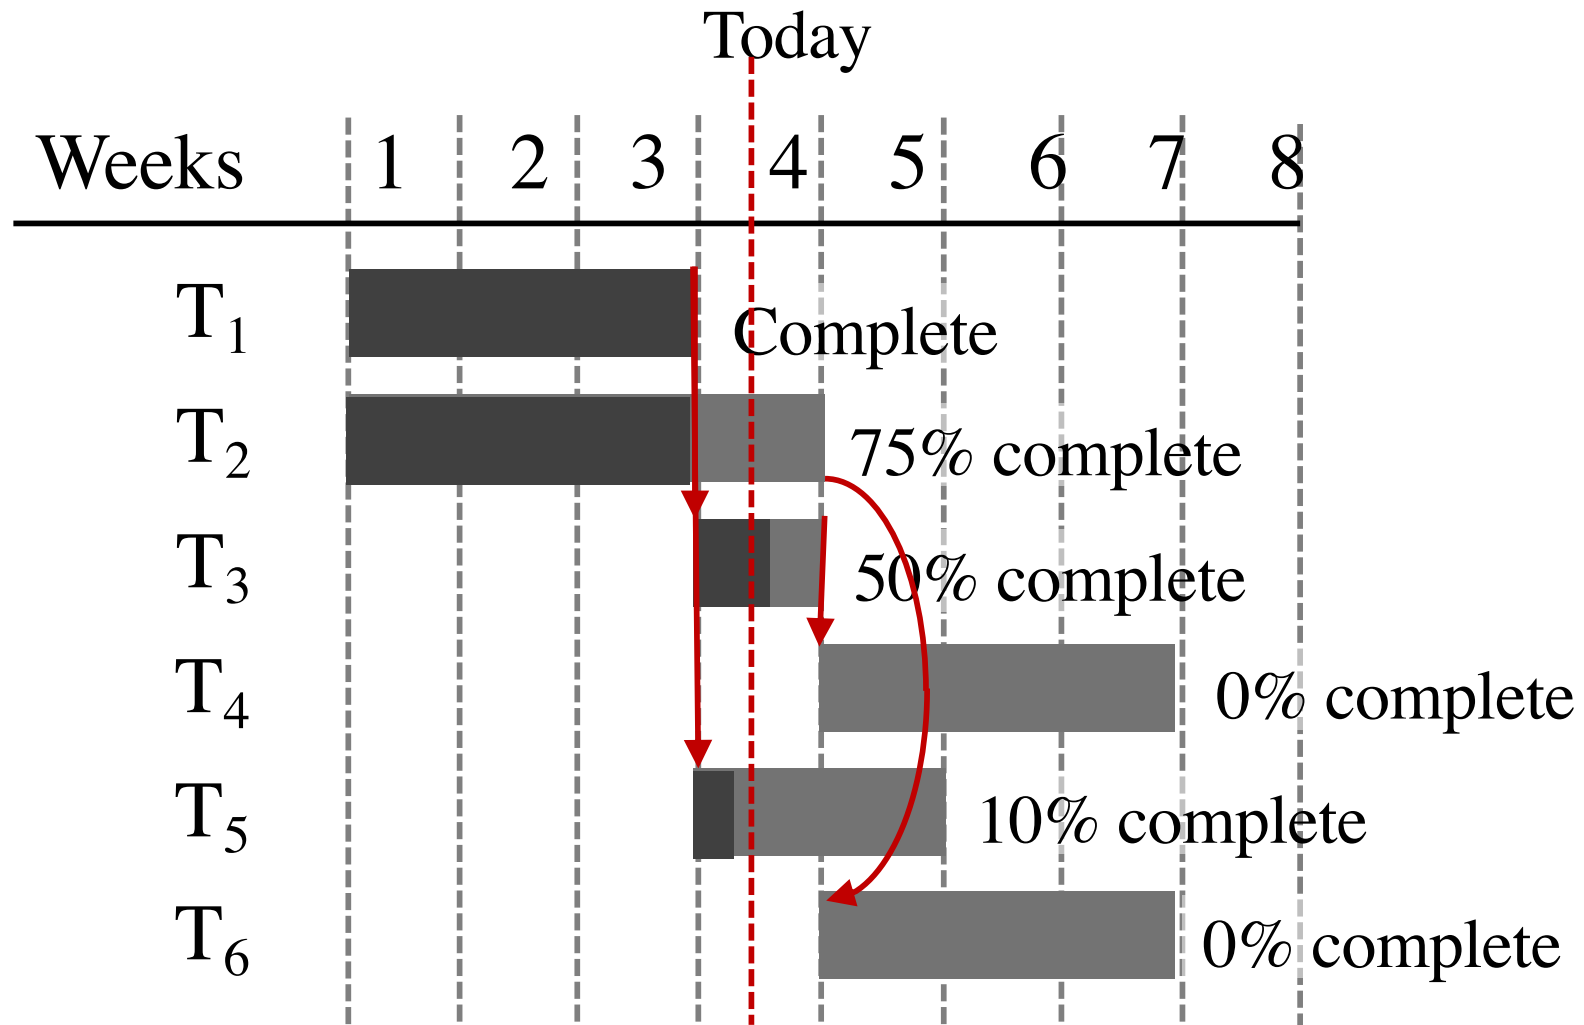 Today
Weeks 1 2 3 4 5 6 7 8
T1 Complete
T2 75% complete
T3 50% complete
T4 0% complete
T5 10% complete
T6 0% complete